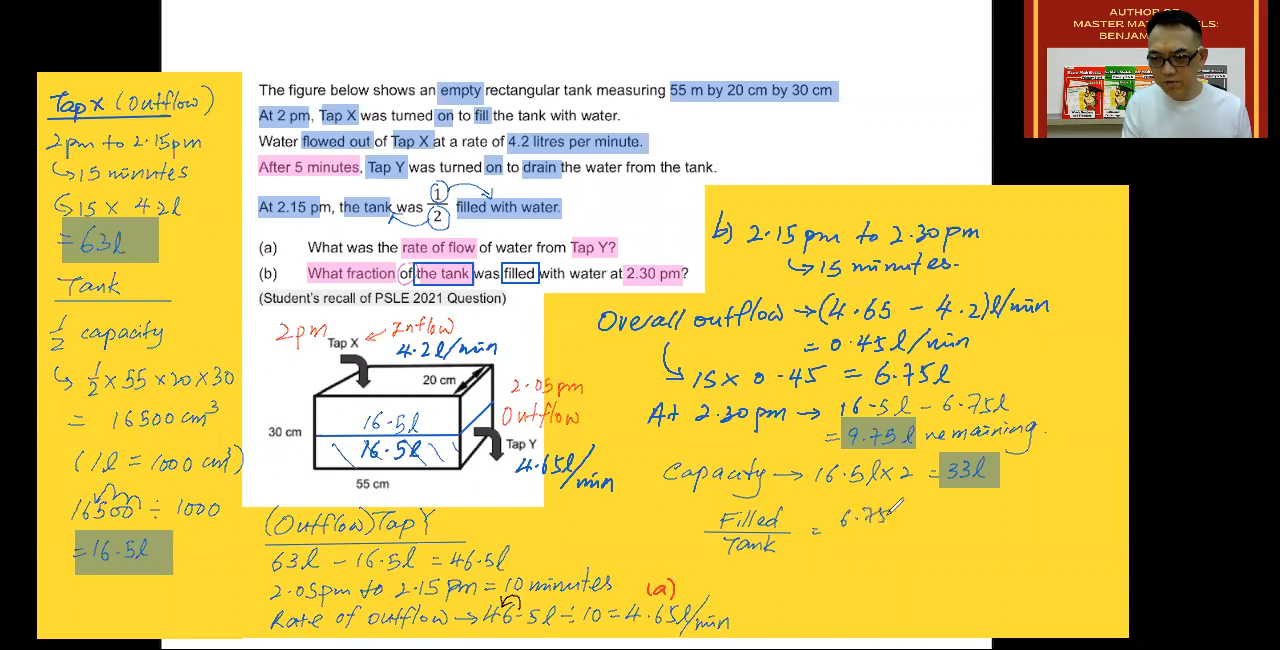 AUTHOR OF
MASTER MATH
LS:
BENJAM
Tap X (Outflow)
2pm to 2.15pm
↳ 15 minutes
↳ 15 × 4.2l
= 63l
Tank
½ capacity
↳ ½ × 55 × 20 × 30
= 16500 cm³
(1l = 1000 cm³)
16500 ÷ 1000
= 16.5l
The figure below shows an empty rectangular tank measuring 55 m by 20 cm by 30 cm
At 2 pm, Tap X was turned on to fill the tank with water.
Water flowed out of Tap X at a rate of 4.2 litres per minute.
After 5 minutes, Tap Y was turned on to drain the water from the tank.
At 2.15 pm, the tank was 1/2 filled with water.
(a) What was the rate of flow of water from Tap Y?
(b) What fraction of the tank was filled with water at 2.30 pm?
(Student's recall of PSLE 2021 Question)
2pm
Inflow
Tap X
4.2l/min
20 cm
2.05pm
Outflow
30 cm
16.5l
16.5l
Tap Y
4.65l/min
55 cm
(Outflow) Tap Y
63l - 16.5l = 46.5l
2.05pm to 2.15pm = 10 minutes
(a)
Rate of outflow → 46.5l ÷ 10 = 4.65l/min
b) 2.15pm to 2.30pm
↳ 15 minutes.
Overall outflow → (4.65 - 4.2)l/min
= 0.45l/min
↳ 15 × 0.45 = 6.75l
At 2.30pm → 16.5l - 6.75l
= 9.75l remaining.
Capacity → 16.5l × 2 = 33l
Filled/Tank = 6.75